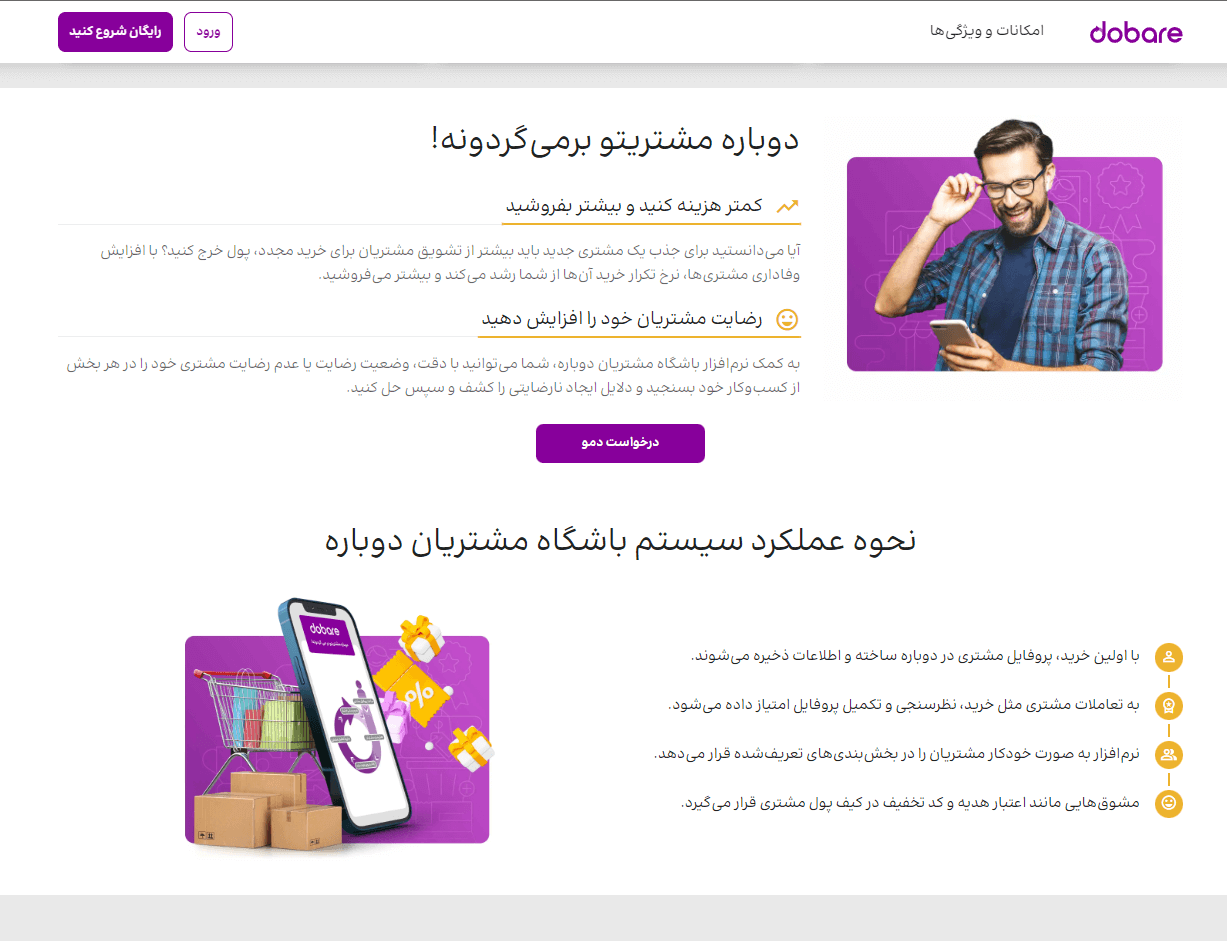 dobare
امکانات و ویژگی‌ها
ورود
رایگان شروع کنید
دوباره مشتریتو برمی‌گردونه!
کمتر هزینه کنید و بیشتر بفروشید
آیا می‌دانستید برای جذب یک مشتری جدید باید بیشتر از تشویق مشتریان برای خرید مجدد، پول خرج کنید؟ با افزایش
وفاداری مشتری‌ها، نرخ تکرار خرید آن‌ها از شما رشد می‌کند و بیشتر می‌فروشید.
رضایت مشتریان خود را افزایش دهید
به کمک نرم‌افزار باشگاه مشتریان دوباره، شما می‌توانید با دقت، وضعیت رضایت یا عدم رضایت مشتری خود را در هر بخش
از کسب‌وکار خود بسنجید و دلایل ایجاد نارضایتی را کشف و سپس حل کنید.
درخواست دمو
نحوه عملکرد سیستم باشگاه مشتریان دوباره
با اولین خرید، پروفایل مشتری در دوباره ساخته و اطلاعات ذخیره می‌شوند.
به تعاملات مشتری مثل خرید، نظرسنجی و تکمیل پروفایل امتیاز داده می‌شود.
نرم‌افزار به صورت خودکار مشتریان را در بخش‌بندی‌های تعریف‌شده قرار می‌دهد.
مشوق‌هایی مانند اعتبار هدیه و کد تخفیف در کیف پول مشتری قرار می‌گیرد.
dobare
%